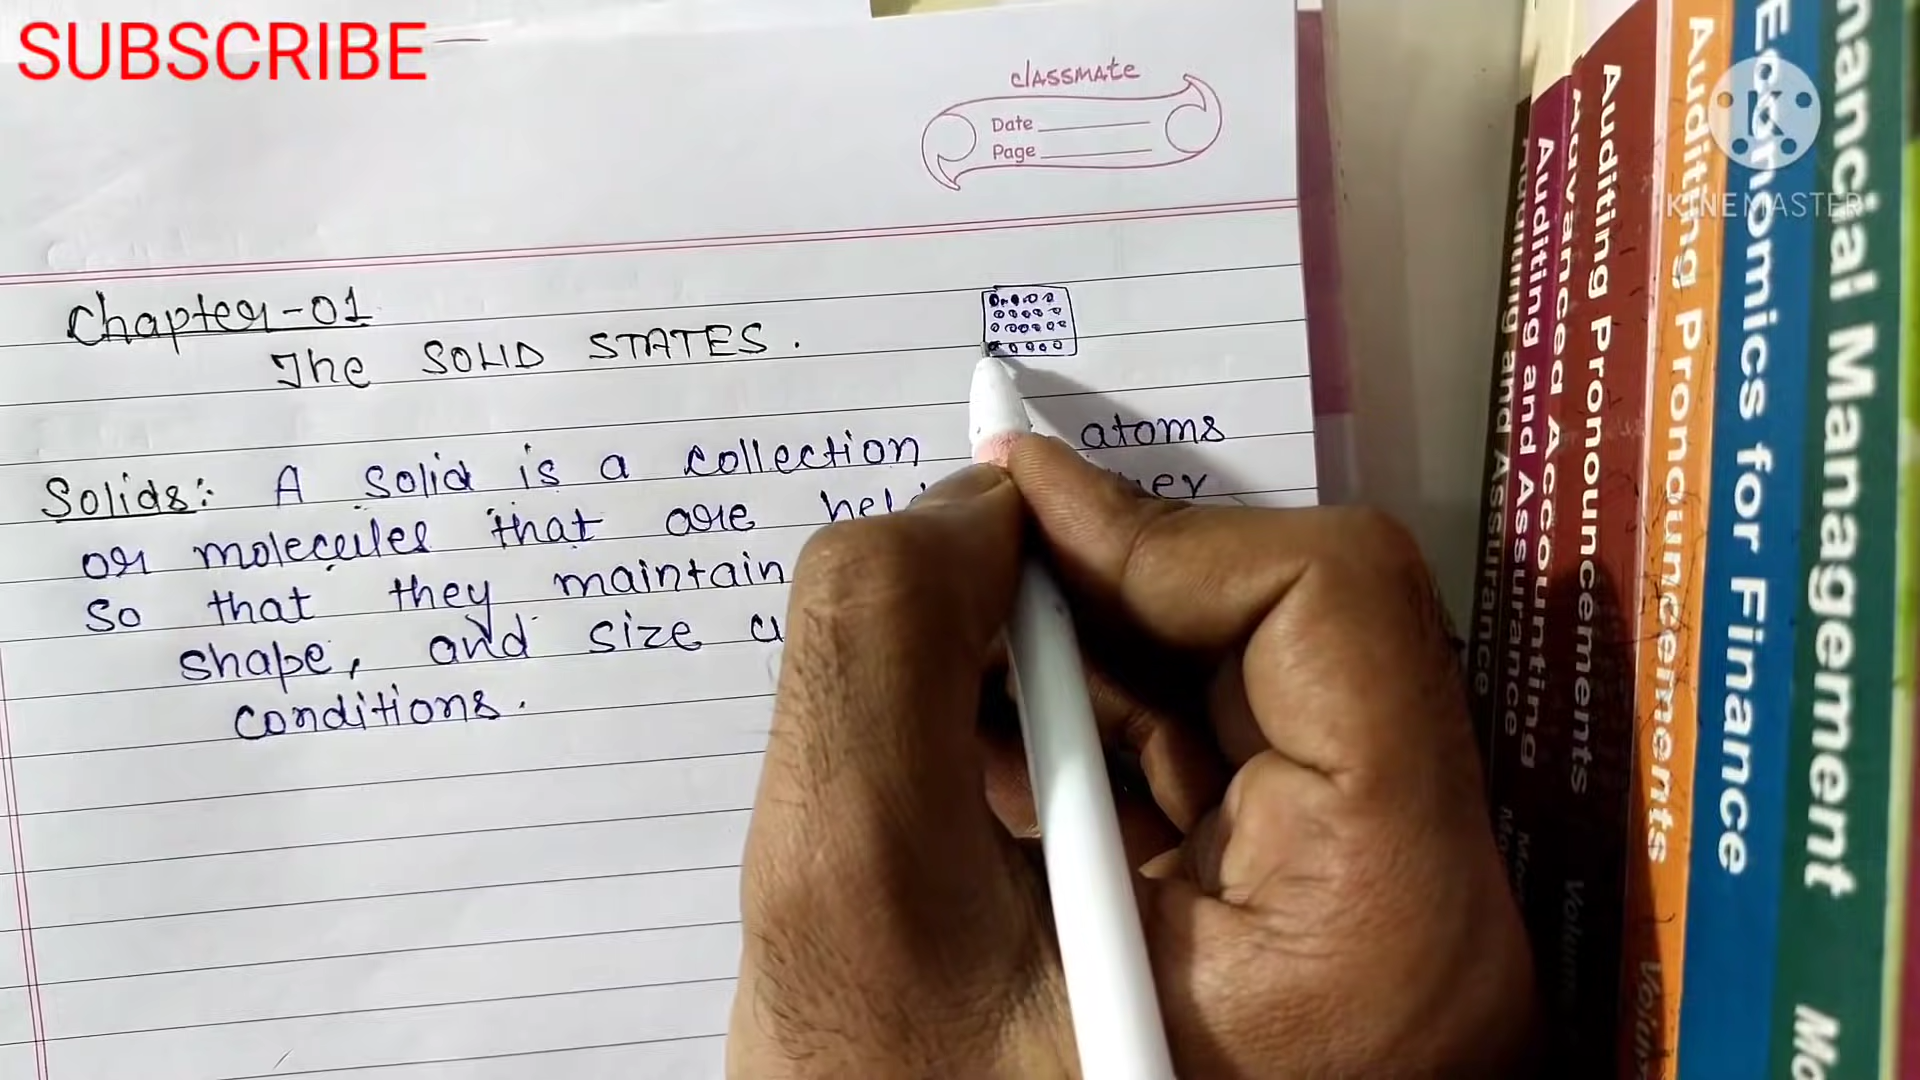 SUBSCRIBE
classmate
Date
Page
Chapter-01
The SOLID STATES.
Solids:- A solid is a collection atoms
or molecules that are
so that they maintain
shape, and size
conditions.
KINEMASTER
Auditing and Assurance
Auditing and Assurance
Advanced Accounting
Auditing Pronouncements
Volume
Auditing Pronouncements
Economics for Finance
Management